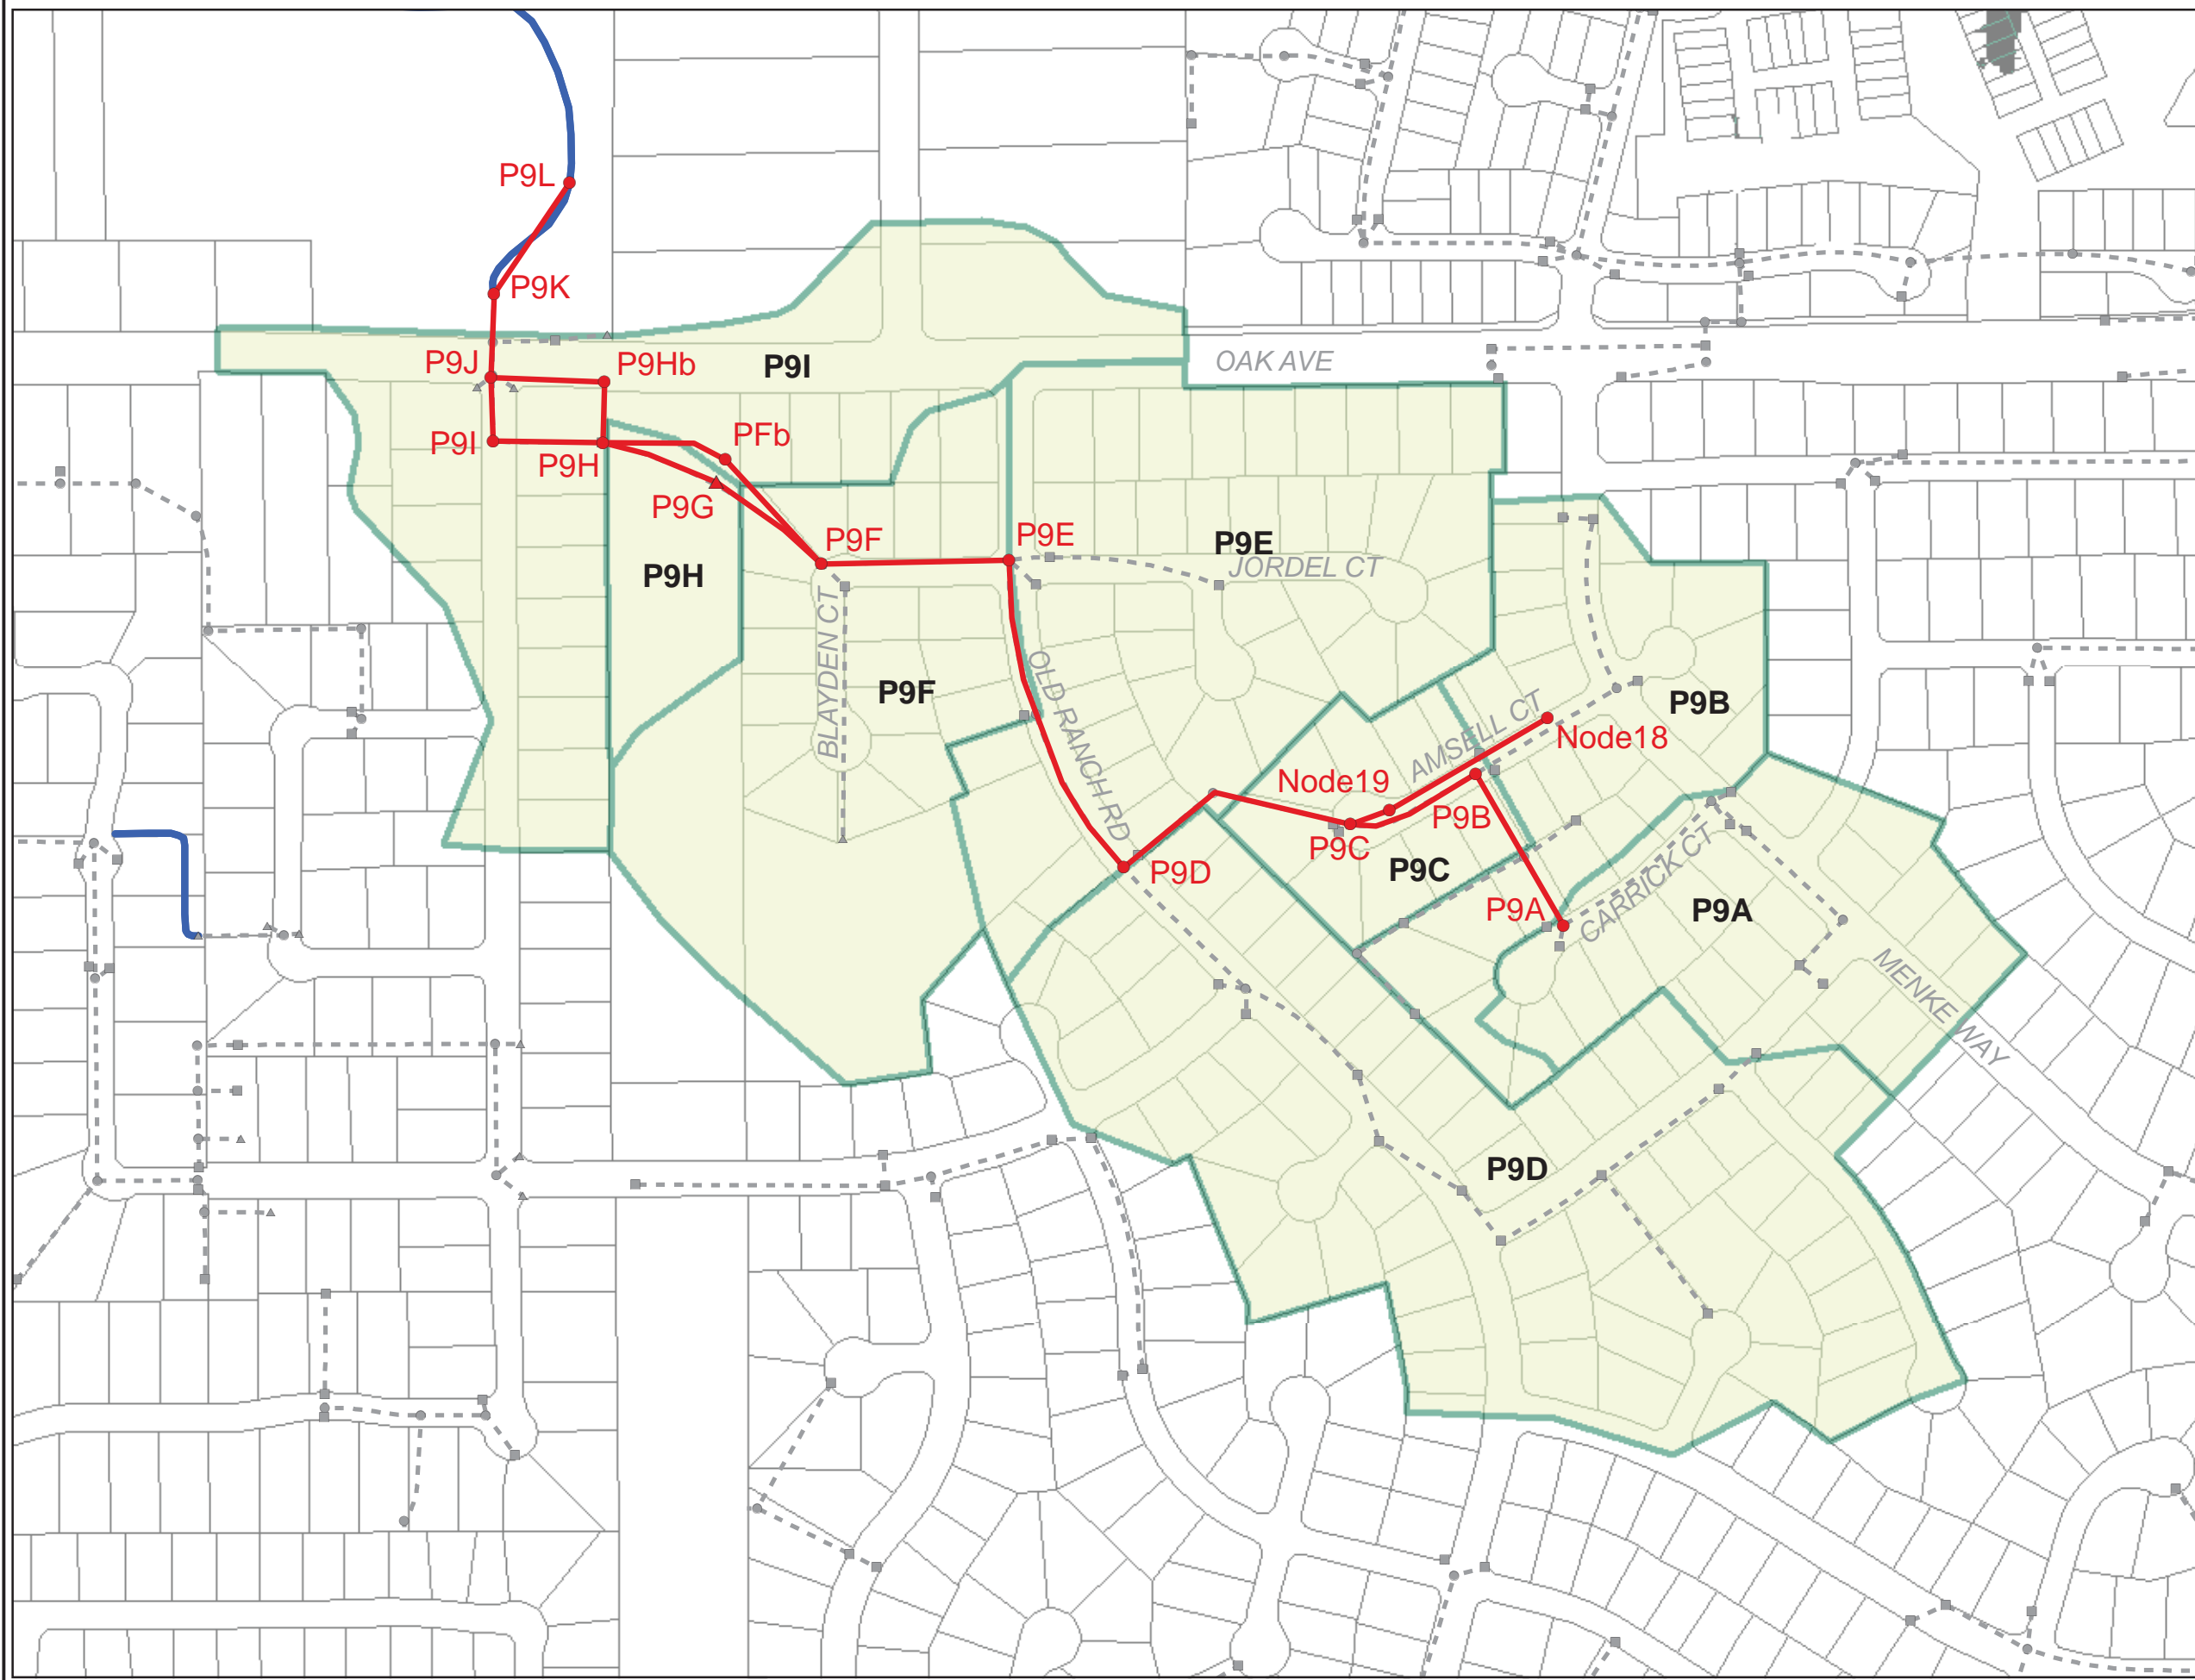 P9L
P9K
P9J
P9Hb
P9I
OAK AVE
P9I
P9H
PFb
P9G
P9F
P9E
P9E
JORDEL CT
P9H
BLAYDEN CT
P9F
OLD RANCH RD
P9B
AMSELL CT
Node18
Node19
P9B
P9C
P9D
P9C
CARRICK CT
P9A
P9A
MENKE WAY
P9D